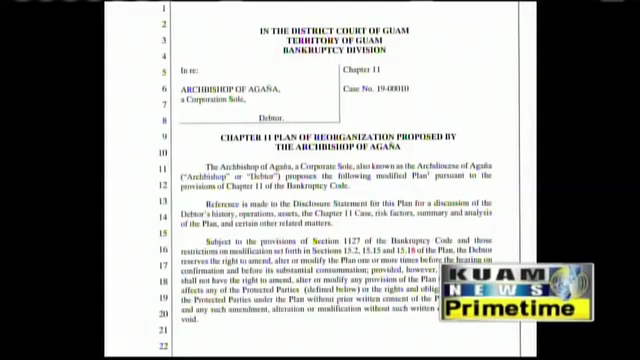 1
2
3
4
5
6
7
8
9
10
11
12
13
14
15
16
17
18
19
20
21
22
IN THE DISTRICT COURT OF GUAM
TERRITORY OF GUAM
BANKRUPTCY DIVISION
In re:
ARCHBISHOP OF AGAÑA,
a Corporation Sole,
Debtor.
Chapter 11
Case No. 19-00010
CHAPTER 11 PLAN OF REORGANIZATION PROPOSED BY
THE ARCHBISHOP OF AGAÑA
The Archbishop of Agaña, a Corporate Sole, also known as the Archdiocese of Agaña
("Archbishop" or "Debtor") proposes the following modified Plan¹ pursuant to the
provisions of Chapter 11 of the Bankruptcy Code.
Reference is made to the Disclosure Statement for this Plan for a discussion of the
Debtor's history, operations, assets, the Chapter 11 Case, risk factors, summary and analysis
of the Plan, and certain other related matters.
Subject to the provisions of Section 1127 of the Bankruptcy Code and those
restrictions on modification set forth in Sections 15.2, 15.15 and 15.18 of the Plan, the Debtor
reserves the right to amend, alter or modify the Plan one or more times before the hearing on
confirmation and before its substantial consummation; provided, however,
shall not have the right to amend, alter or modify any provision of the Plan
affects any of the Protected Parties (defined below) or the rights and
the Protected Parties under the Plan without prior written consent of the
and any such amendment, alteration or modification without such written
void.
KUAM
NEWS
Primetime